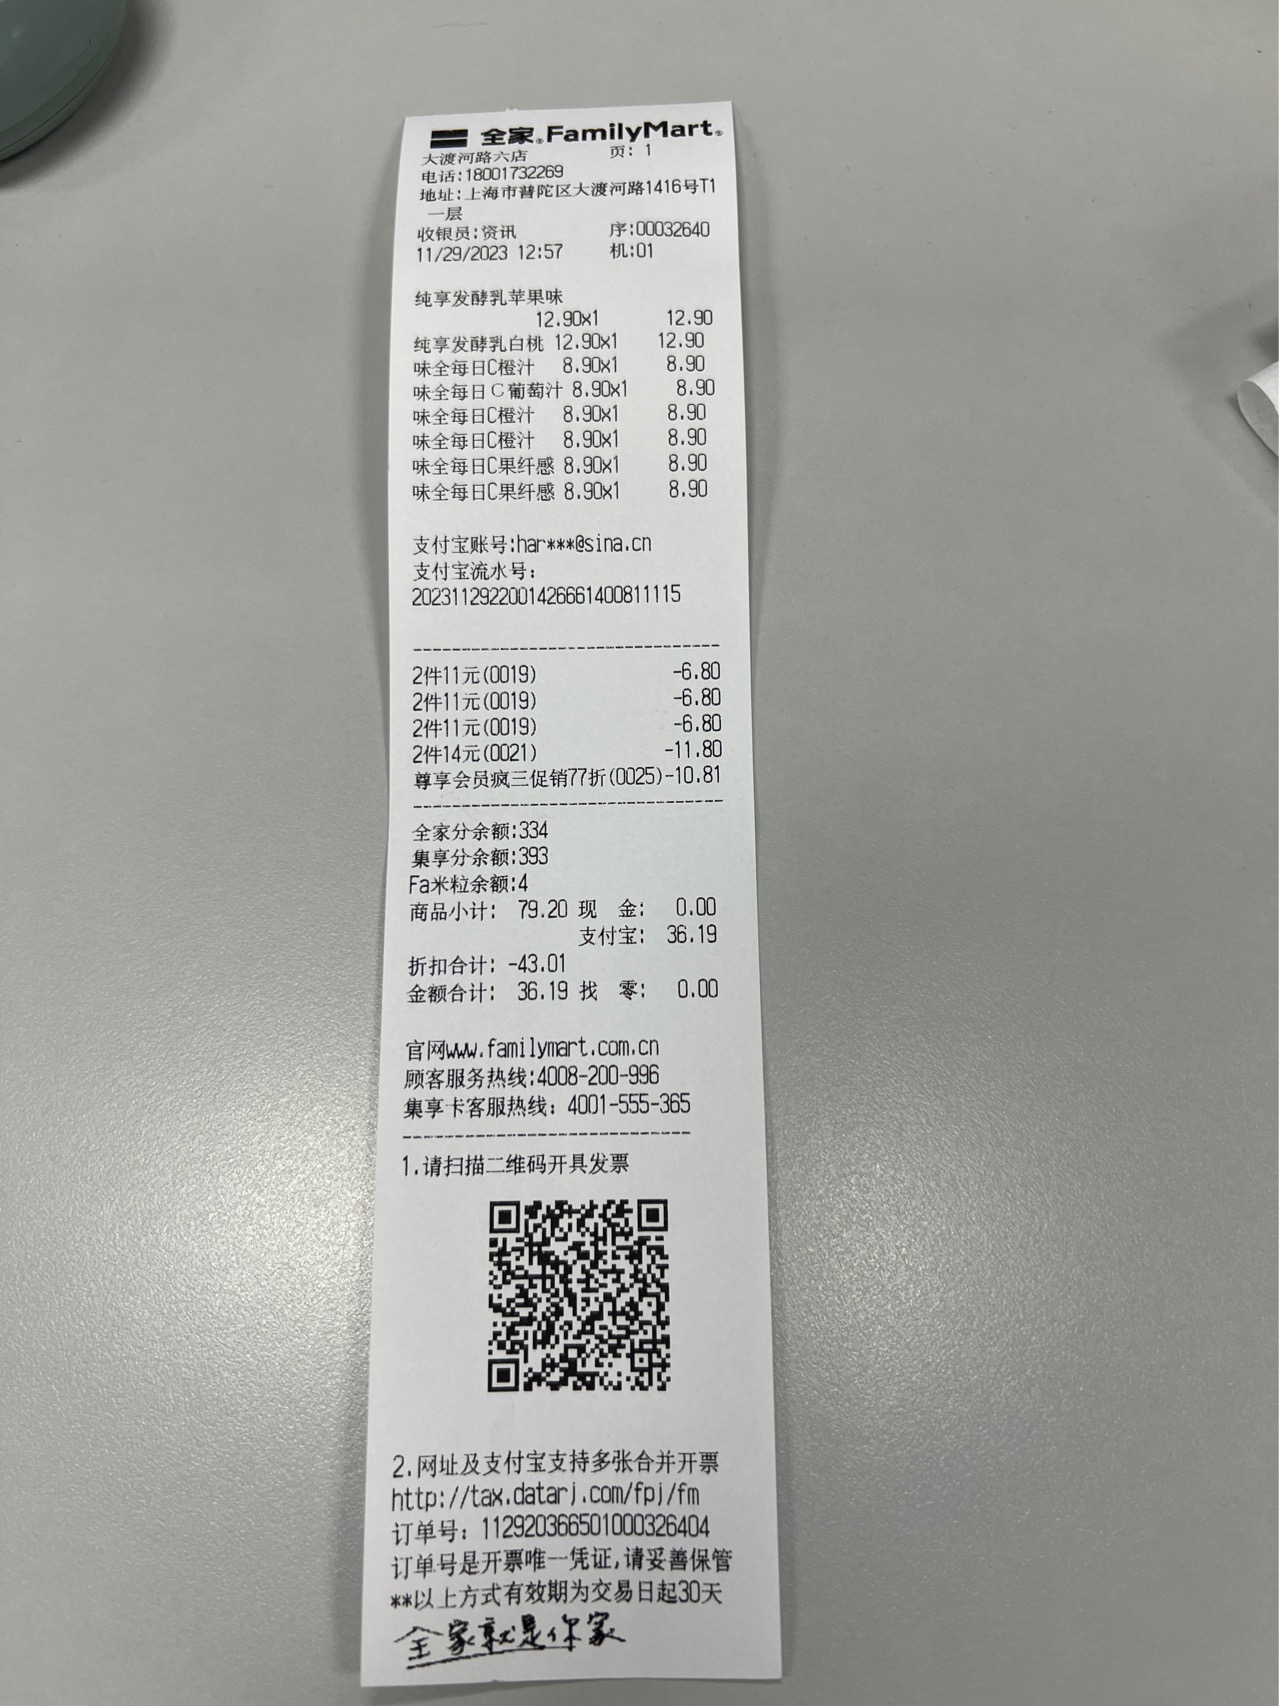 全家®FamilyMart®
大渡河路六店 页: 1
电话:18001732269
地址:上海市普陀区大渡河路1416号T1
一层
收银员:资讯 序:00032640
11/29/2023 12:57 机:01
纯享发酵乳苹果味
12.90x1 12.90
纯享发酵乳白桃 12.90x1 12.90
味全每日C橙汁 8.90x1 8.90
味全每日C葡萄汁 8.90x1 8.90
味全每日C橙汁 8.90x1 8.90
味全每日C橙汁 8.90x1 8.90
味全每日C果纤感 8.90x1 8.90
味全每日C果纤感 8.90x1 8.90
支付宝账号:har***@sina.cn
支付宝流水号:
2023112922001426661400811115
--------------------------------
2件11元(0019) -6.80
2件11元(0019) -6.80
2件11元(0019) -6.80
2件14元(0021) -11.80
尊享会员疯三促销77折(0025)-10.81
--------------------------------
全家分余额:334
集享分余额:393
Fa米粒余额:4
商品小计: 79.20 现 金: 0.00
支付宝: 36.19
折扣合计: -43.01
金额合计: 36.19 找 零: 0.00
官网www.familymart.com.cn
顾客服务热线:4008-200-996
集享卡客服热线: 4001-555-365
--------------------------------
1.请扫描二维码开具发票
2.网址及支付宝支持多张合并开票
http://tax.datarj.com/fpj/fm
订单号: 1129203665010003 26404
订单号是开票唯一凭证,请妥善保管
**以上方式有效期为交易日起30天
全家就是你家